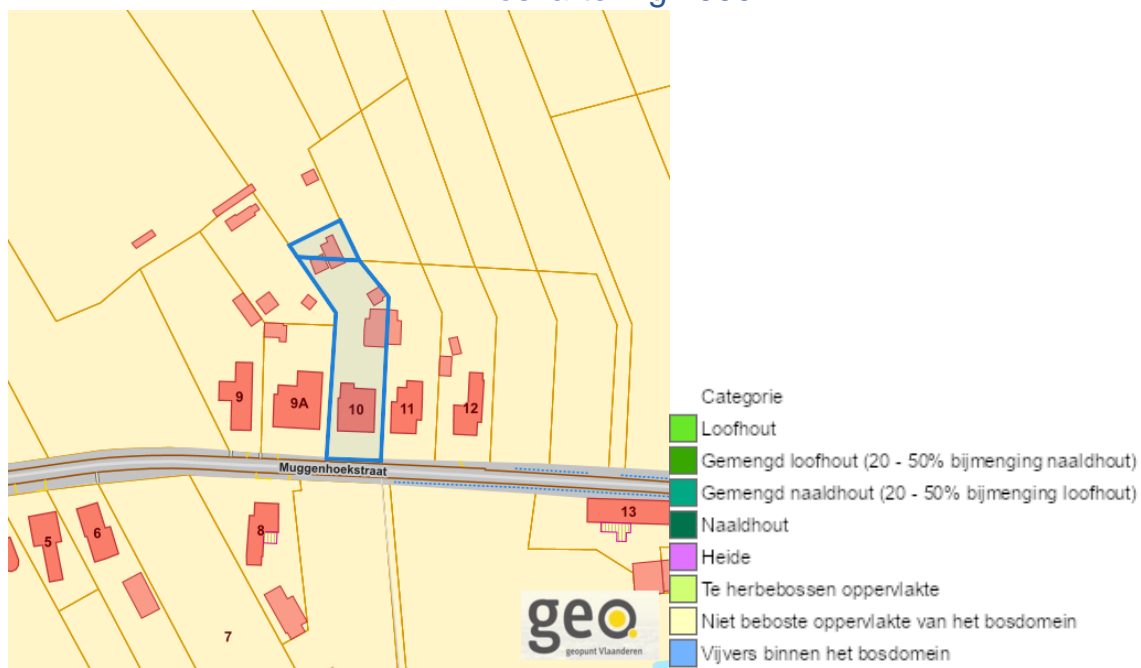 9
9A
10
11
12
Muggenhoekstraat
5
6
8
13
7
geo.
geopunt Vlaanderen
Categorie
Loofhout
Gemengd loofhout (20 - 50% bijmenging naaldhout)
Gemengd naaldhout (20 - 50% bijmenging loofhout)
Naaldhout
Heide
Te herbebossen oppervlakte
Niet beboste oppervlakte van het bosdomein
Vijvers binnen het bosdomein